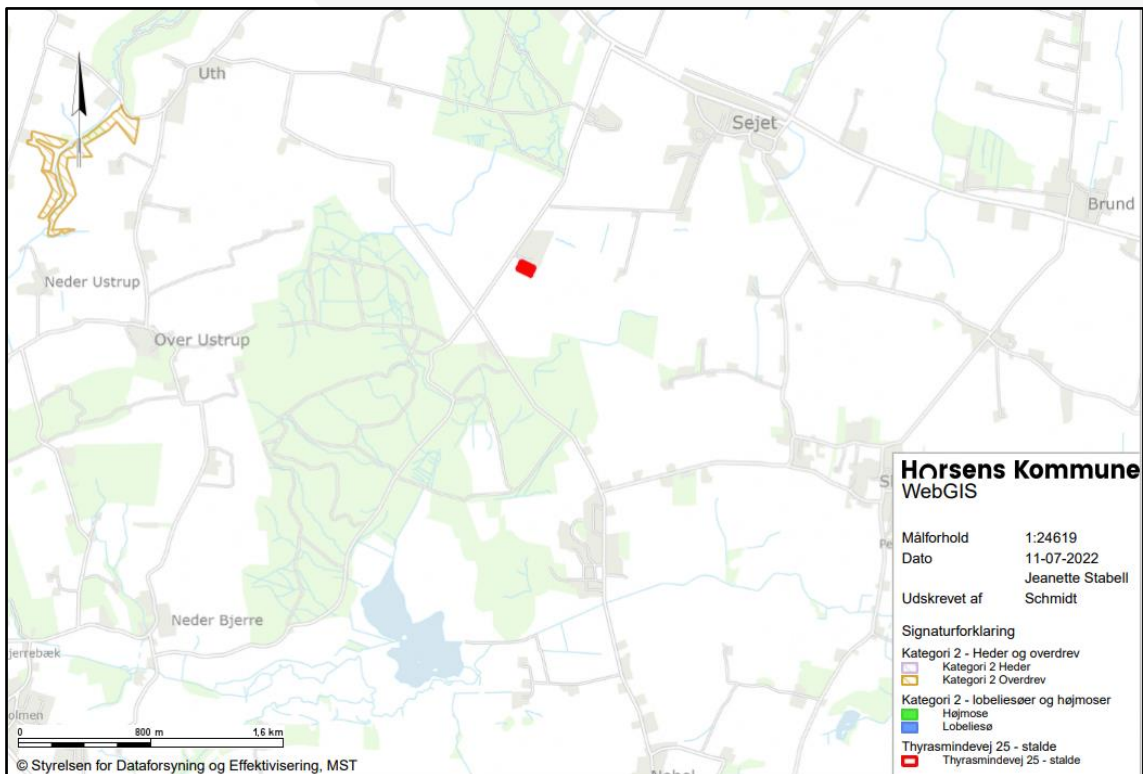 Uth
Sejet
Brund
Neder Ustrup
Over Ustrup
Neder Bjerre
jerrebæk
olmen
Horsens Kommune
WebGIS
Målforhold 1:24619
Dato 11-07-2022
Jeanette Stabell
Udskrevet af Schmidt
Signaturforklaring
Kategori 2 - Heder og overdrev
Kategori 2 Heder
Kategori 2 Overdrev
Kategori 2 - lobeliesøer og højmoser
Højmose
Lobeliesø
Thyrasmindevej 25 - stalde
Thyrasmindevej 25 - stalde
0 800 m 1,6 km
© Styrelsen for Dataforsyning og Effektivisering, MST